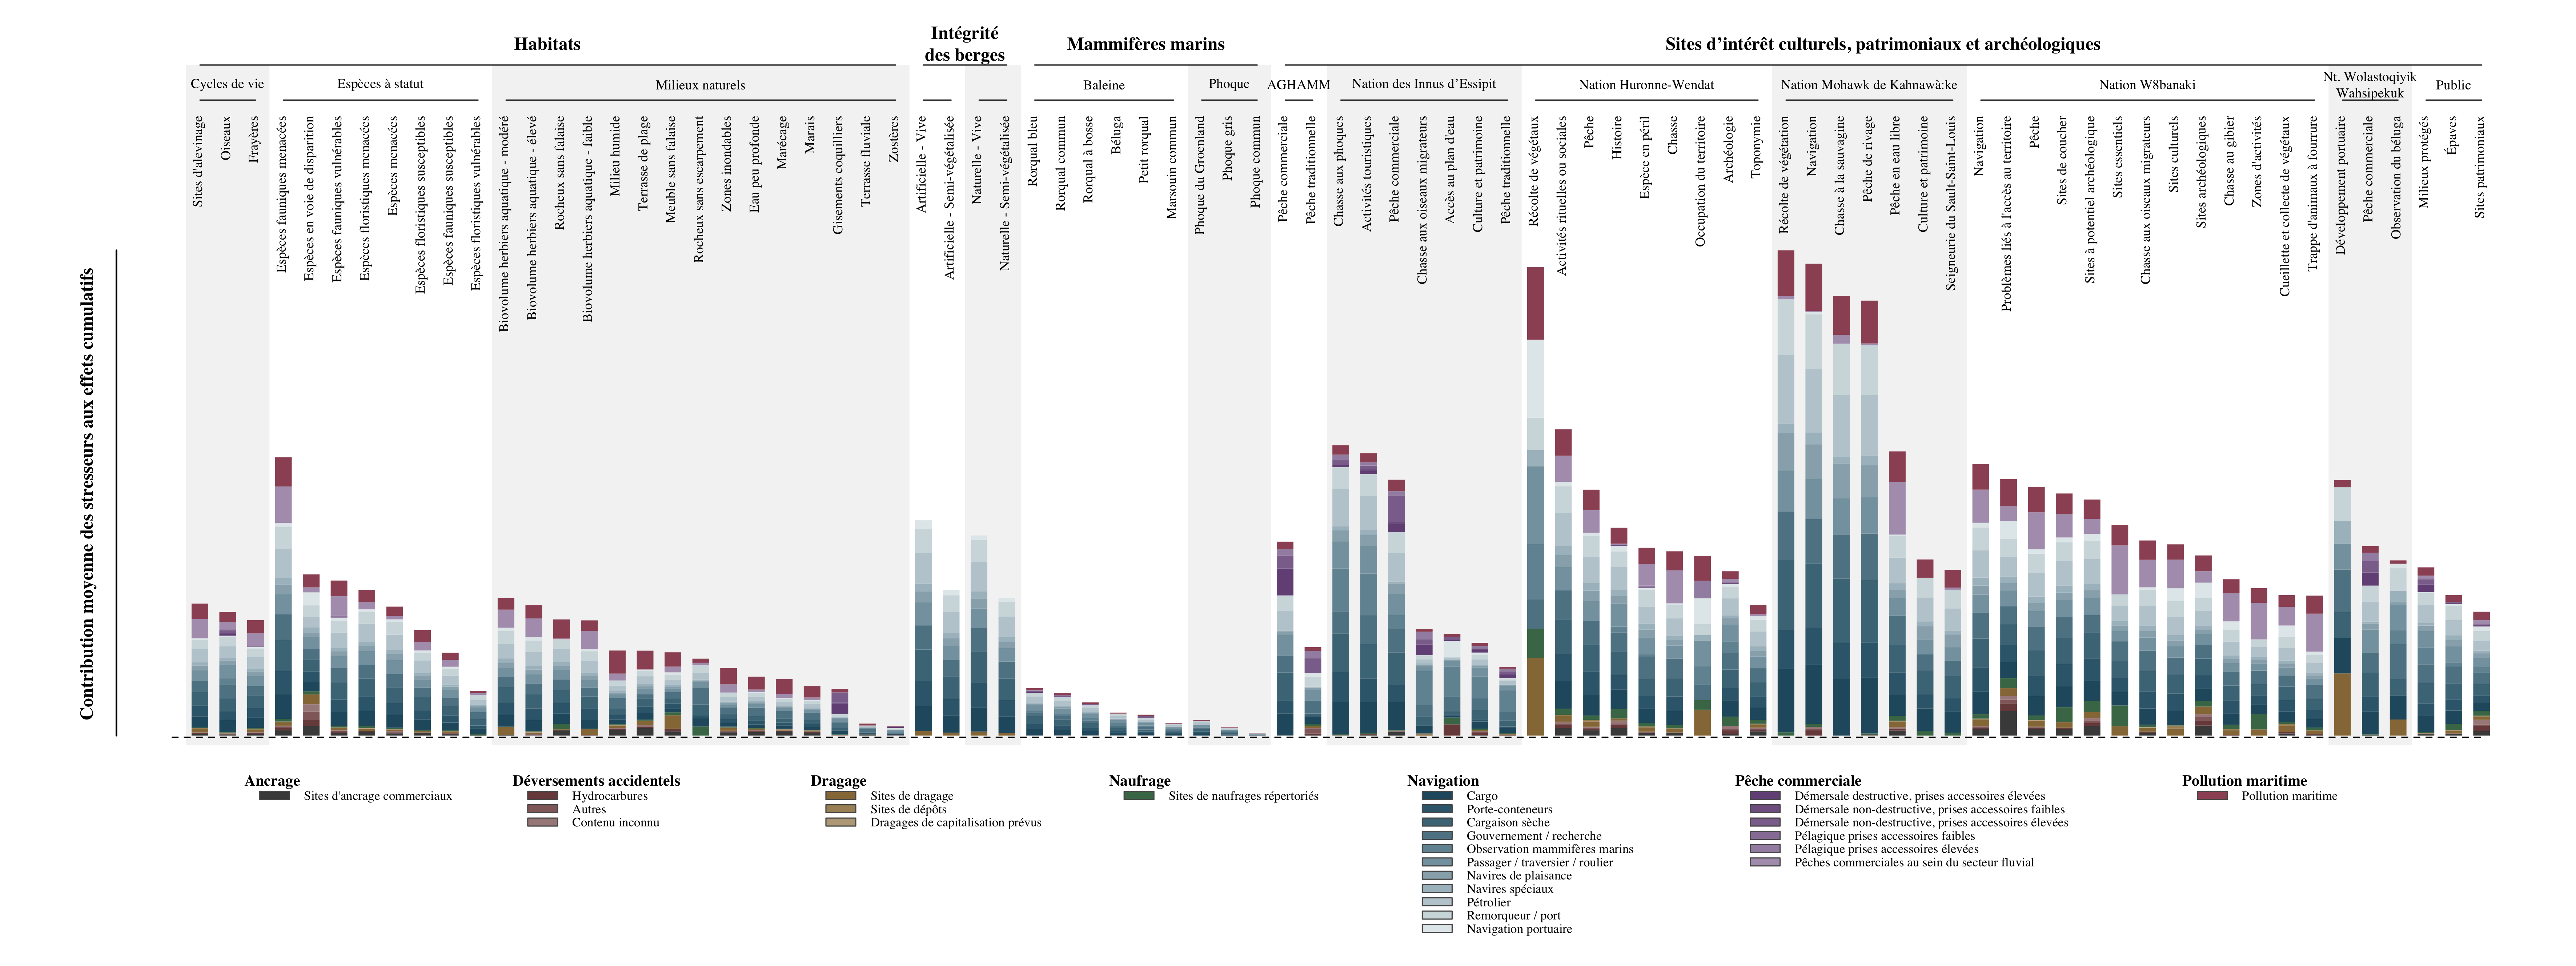 Habitats
Intégrité
des berges
Mammifères marins
Sites d'intérêt culturels, patrimoniaux et archéologiques
Cycles de vie
Espèces à statut
Milieux naturels
Baleine
Phoque
AGHAMM
Nation des Innus d'Essipit
Nation Huronne-Wendat
Nation Mohawk de Kahnawà:ke
Nation W8banaki
Nt. Wolastoqiyik
Wahsipekuk
Public
Sites d'alevinage
Oiseaux
Frayères
Espèces fauniques menacées
Espèces en voie de disparition
Espèces fauniques vulnérables
Espèces floristiques menacées
Espèces menacées
Espèces floristiques susceptibles
Espèces fauniques susceptibles
Espèces floristiques vulnérables
Biovolume herbiers aquatique - modéré
Biovolume herbiers aquatique - élevé
Rocheux sans falaise
Biovolume herbiers aquatique - faible
Milieu humide
Terrasse de plage
Meuble sans falaise
Rocheux sans escarpement
Zones inondables
Eau peu profonde
Marécage
Marais
Gisements coquilliers
Terrasse fluviale
Zostères
Artificielle - Vive
Artificielle - Semi-végétalisée
Naturelle - Vive
Naturelle - Semi-végétalisée
Rorqual bleu
Rorqual commun
Rorqual à bosse
Béluga
Petit rorqual
Marsouin commun
Phoque du Groenland
Phoque gris
Phoque commun
Pêche commerciale
Pêche traditionnelle
Chasse aux phoques
Activités touristiques
Pêche commerciale
Chasse aux oiseaux migrateurs
Accès au plan d'eau
Culture et patrimoine
Pêche traditionnelle
Récolte de végétaux
Activités rituelles ou sociales
Pêche
Histoire
Espèce en péril
Chasse
Occupation du territoire
Archéologie
Toponymie
Récolte de végétation
Navigation
Chasse à la sauvagine
Pêche de rivage
Pêche en eau libre
Culture et patrimoine
Seigneurie du Sault-Saint-Louis
Navigation
Problèmes liés à l'accès au territoire
Pêche
Sites de coucher
Sites à potentiel archéologique
Sites essentiels
Chasse aux oiseaux migrateurs
Sites culturels
Sites archéologiques
Chasse au gibier
Zones d'activités
Cueillette et collecte de végétaux
Trappe d'animaux à fourrure
Développement portuaire
Pêche commerciale
Observation du béluga
Milieux protégés
Épaves
Sites patrimoniaux
Contribution moyenne des stresseurs aux effets cumulatifs
Ancrage
Sites d'ancrage commerciaux
Déversements accidentels
Hydrocarbures
Autres
Contenu inconnu
Dragage
Sites de dragage
Sites de dépôts
Dragages de capitalisation prévus
Naufrage
Sites de naufrages répertoriés
Navigation
Cargo
Porte-conteneurs
Cargaison sèche
Gouvernement / recherche
Observation mammifères marins
Passager / traversier / roulier
Navires de plaisance
Navires spéciaux
Pétrolier
Remorqueur / port
Navigation portuaire
Pêche commerciale
Démersale destructive, prises accessoires élevées
Démersale non-destructive, prises accessoires faibles
Démersale non-destructive, prises accessoires élevées
Pélagique prises accessoires faibles
Pélagique prises accessoires élevées
Pêches commerciales au sein du secteur fluvial
Pollution maritime
Pollution maritime